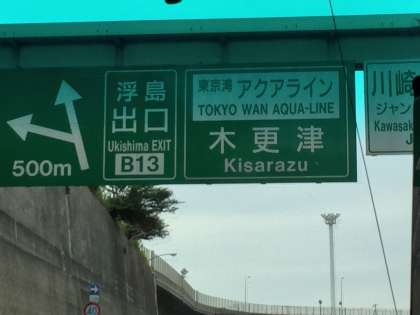 500m
浮島
出口
Ukishima EXIT
B13
東京湾 アクアライン
TOKYO WAN AQUA-LINE
木更津
Kisarazu
川崎
ジャン
Kawasak
J